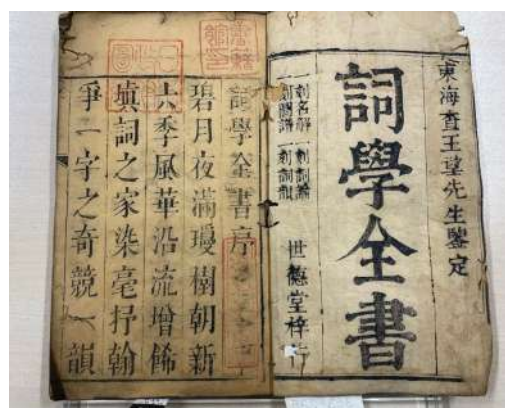 東海查王望先生鑒定
詞學全書
一刻名解 一刻詞譜
一刻圖譜 一刻詞韻
世德堂梓行
詞學全書序
碧月夜滿瓊樹朝新
六季風華沿流增飾
填詞之家染毫抒翰
爭一字之奇競一韻